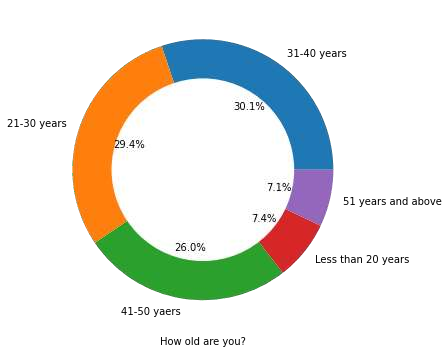 31-40 years
30.1%
21-30 years
29.4%
7.1%
51 years and above
7.4%
26.0%
Less than 20 years
41-50 yaers
How old are you?